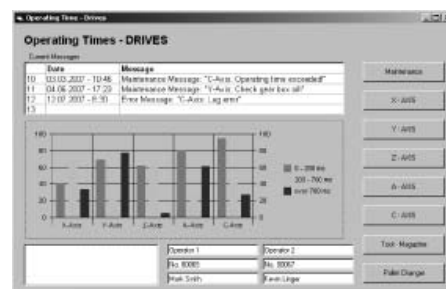 Operating Time - Drives
Operating Times - DRIVES
Current Messages
Date Message
10 03.03.2007 - 10:46 Maintenance Message: "C-Axis: Operating time exceeded!"
11 04.06.2007 - 17:23 Maintenance Message: "Y-Axis: Check gear box oil!"
12 12.07.2007 - 8:30 Error Message: "C-Axis: Lag error"
13
Maintenance
X - AXIS
Y - AXIS
Z - AXIS
A - AXIS
C - AXIS
Tool - Magazine
Pallet Changer
100 100
80 80
60 60
40 40
20 20
0 0
X-Axis Y-Axis Z-Axis A-Axis C-Axis
0 - 200 ms
200 - 700 ms
over 700 ms
Operator 1 Operator 2
No. 80085 No. 80067
Mark Smith Kevin Linger